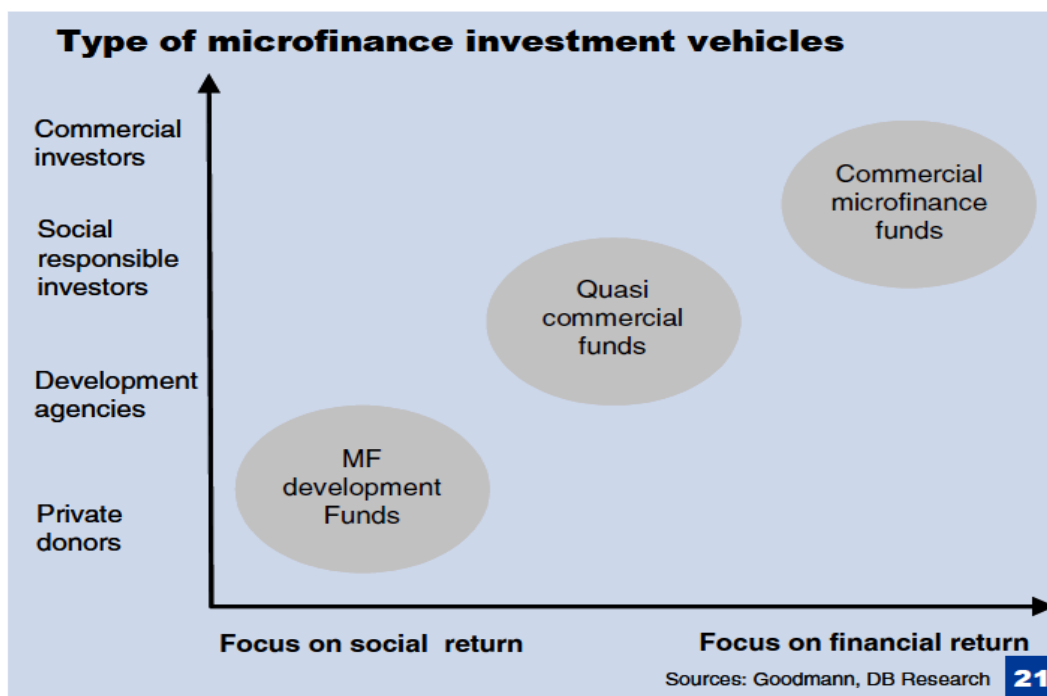 Type of microfinance investment vehicles
Commercial
investors
Social
responsible
investors
Development
agencies
Private
donors
Commercial
microfinance
funds
Quasi
commercial
funds
MF
development
Funds
Focus on social return
Focus on financial return
Sources: Goodmann, DB Research
21